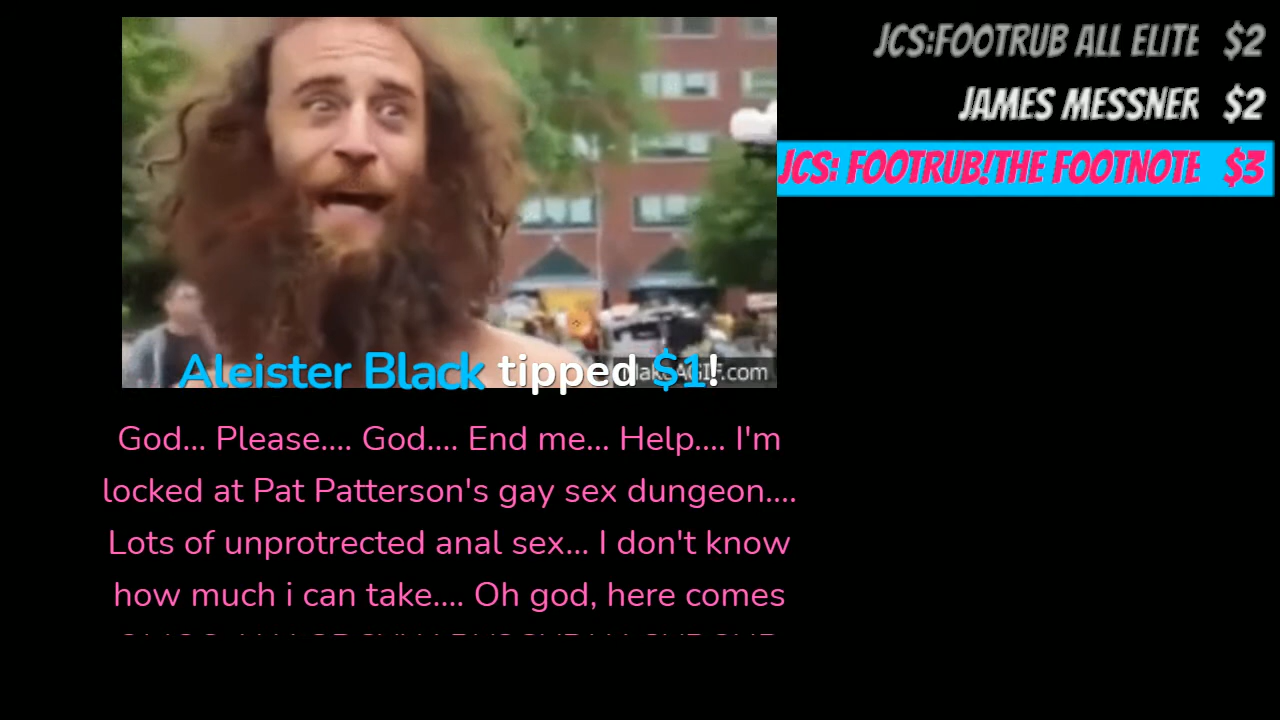 JCS:FOOTRUB ALL ELITE $2
JAMES MESSNER $2
JCS: FOOTRUB!THE FOOTNOTE $3
Aleister Black tipped $1!
God... Please.... God.... End me... Help.... I'm
locked at Pat Patterson's gay sex dungeon....
Lots of unprotrected anal sex... I don't know
how much i can take.... Oh god, here comes